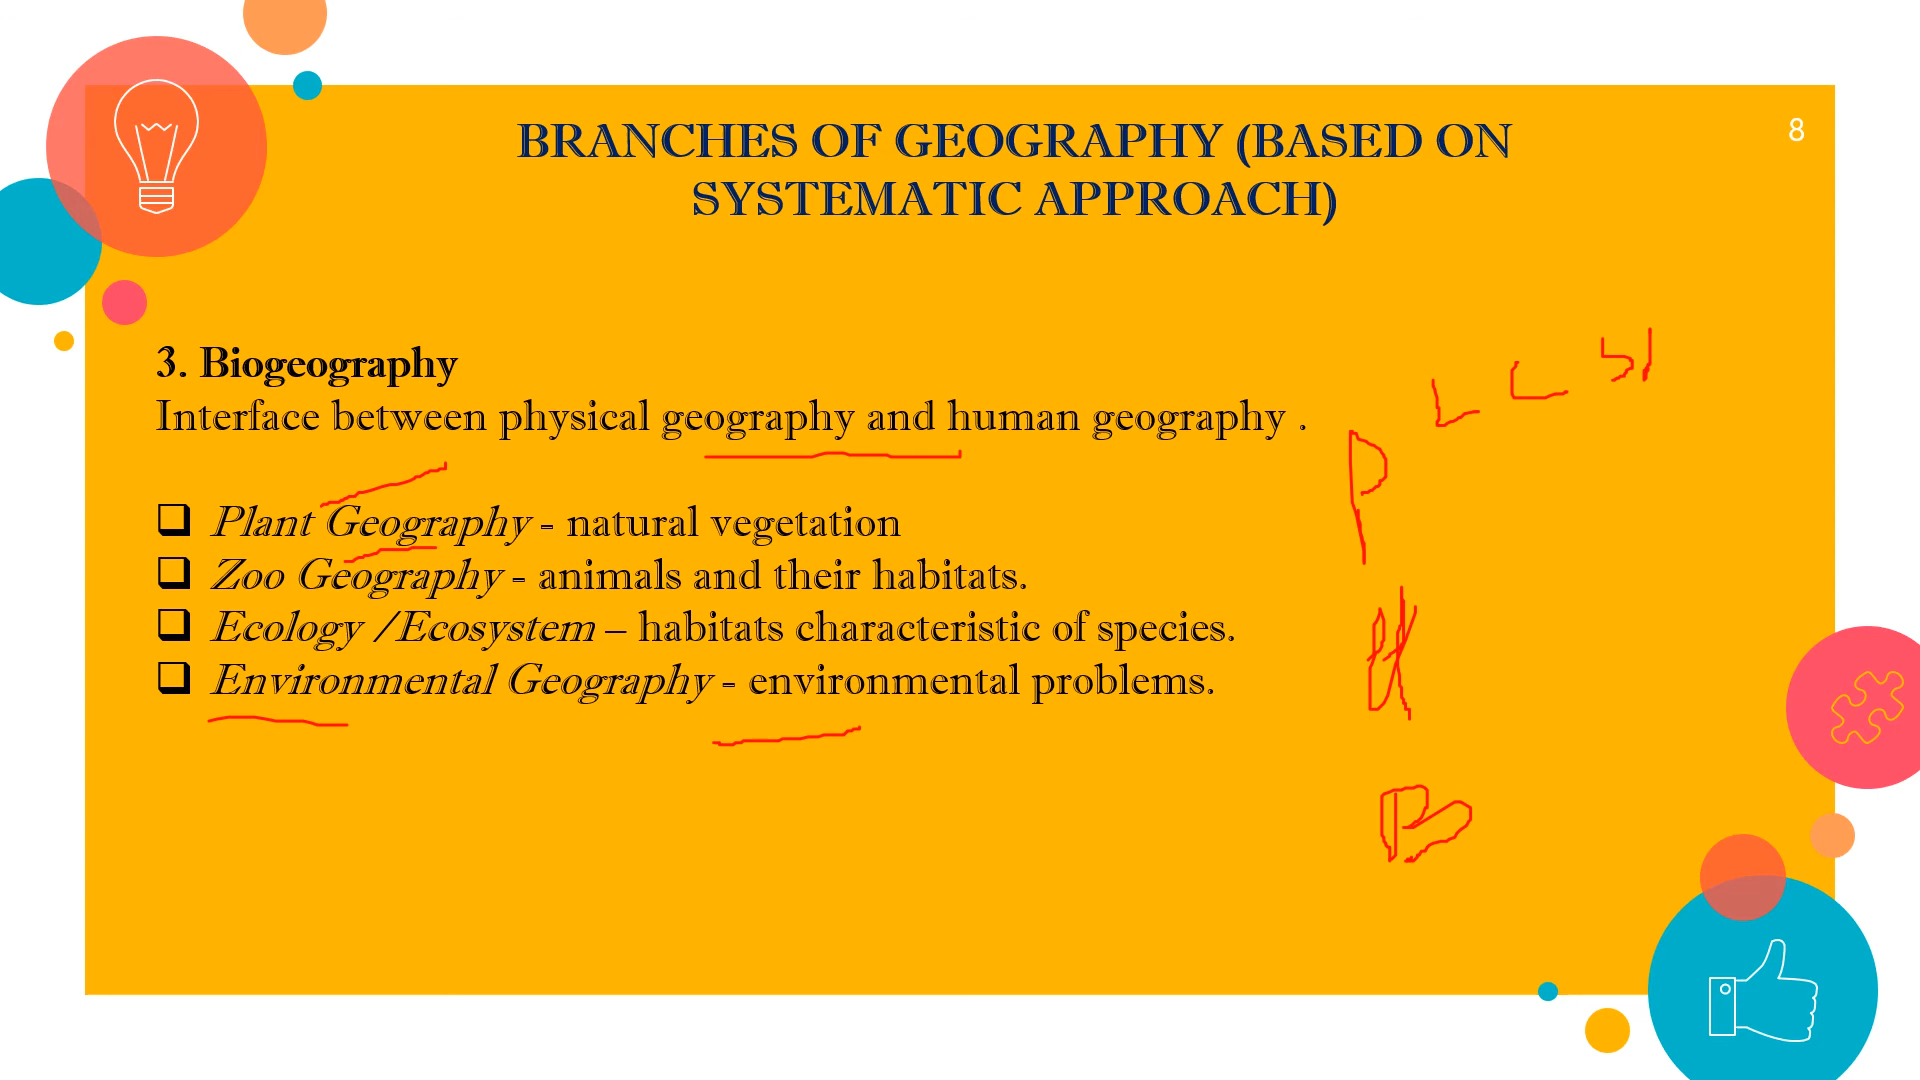 8
BRANCHES OF GEOGRAPHY (BASED ON
SYSTEMATIC APPROACH)
3. Biogeography
Interface between physical geography and human geography .
❑ Plant Geography - natural vegetation
❑ Zoo Geography - animals and their habitats.
❑ Ecology /Ecosystem – habitats characteristic of species.
❑ Environmental Geography - environmental problems.
P
H
B